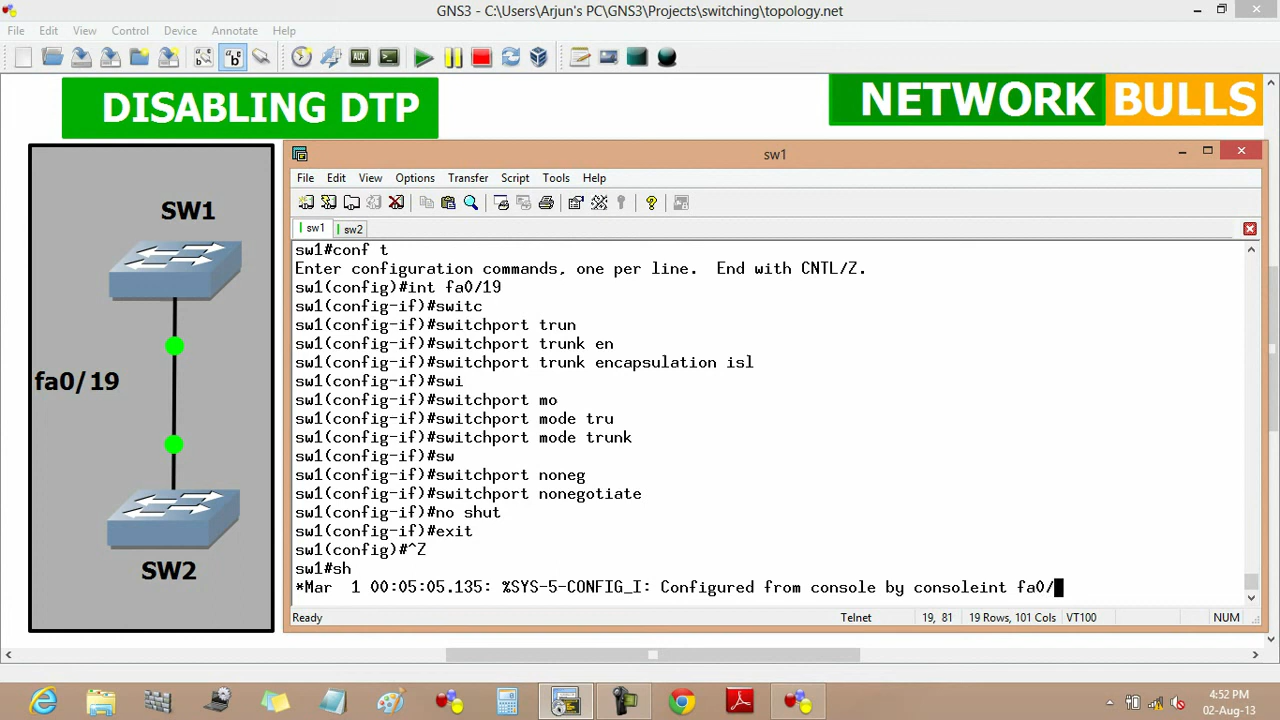 GNS3 - C:\Users\Arjun's PC\GNS3\Projects\switching\topology.net
File Edit View Control Device Annotate Help
AUX
DISABLING DTP
NETWORK BULLS
sw1
File Edit View Options Transfer Script Tools Help
SW1
sw1 sw2
sw1#conf t
Enter configuration commands, one per line.  End with CNTL/Z.
sw1(config)#int fa0/19
sw1(config-if)#switc
sw1(config-if)#switchport trun
sw1(config-if)#switchport trunk en
sw1(config-if)#switchport trunk encapsulation isl
fa0/19
sw1(config-if)#swi
sw1(config-if)#switchport mo
sw1(config-if)#switchport mode tru
sw1(config-if)#switchport mode trunk
sw1(config-if)#sw
sw1(config-if)#switchport noneg
sw1(config-if)#switchport nonegotiate
sw1(config-if)#no shut
sw1(config-if)#exit
sw1(config)#^Z
SW2
sw1#sh
*Mar  1 00:05:05.135: %SYS-5-CONFIG_I: Configured from console by consoleint fa0/
Ready Telnet 19, 81 19 Rows, 101 Cols VT100 NUM
4:52 PM
02-Aug-13